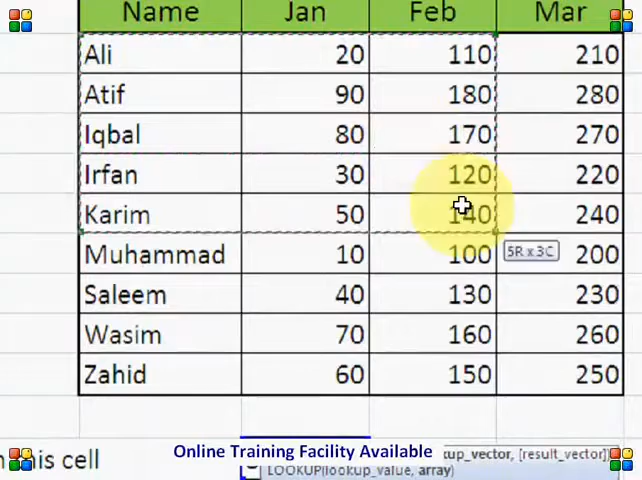 Name Jan Feb Mar
Ali 20 110 210
Atif 90 180 280
Iqbal 80 170 270
Irfan 30 120 220
Karim 50 140 240
Muhammad 10 100 200
5R x 3C
Saleem 40 130 230
Wasim 70 160 260
Zahid 60 150 250
Online Training Facility Available
kup_vector, [result_vector])
this cell
LOOKUP(lookup_value, array)